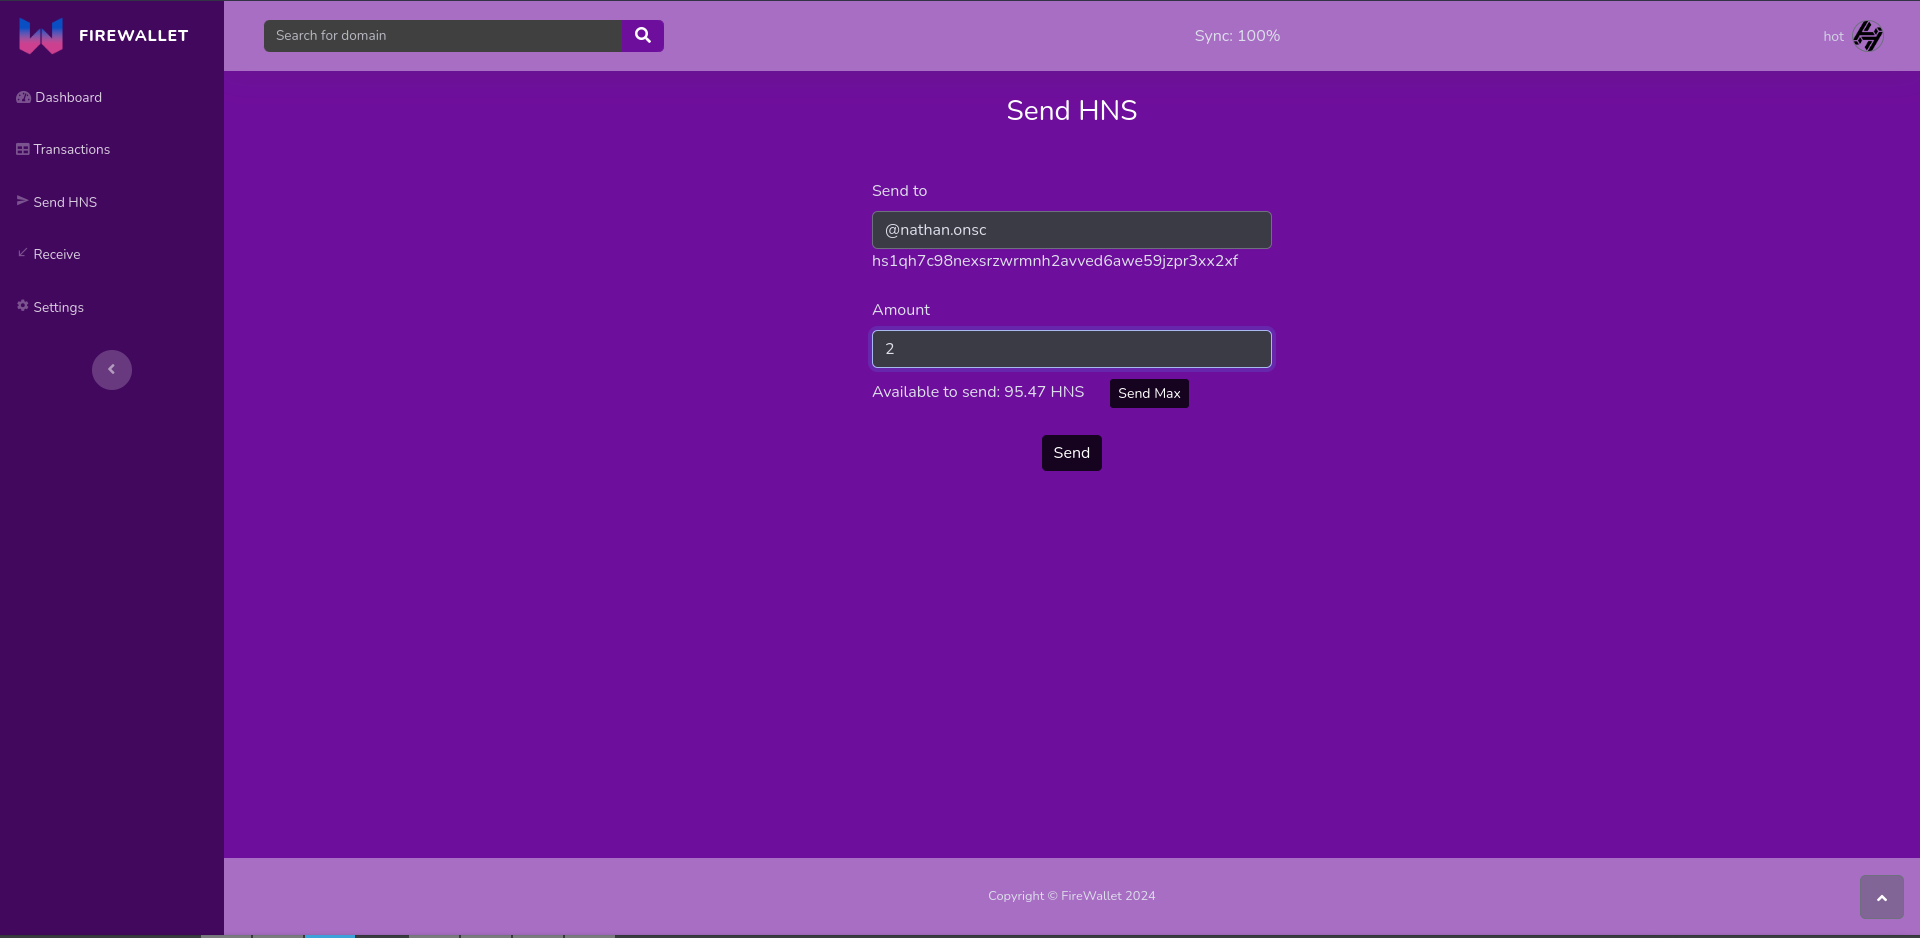 FIREWALLET
Dashboard
Transactions
Send HNS
Receive
Settings
Search for domain
Sync: 100%
hot
Send HNS
Send to
@nathan.onsc
hs1qh7c98nexsrzwrmnh2avved6awe59jzpr3xx2xf
Amount
2
Available to send: 95.47 HNS
Send Max
Send
Copyright © FireWallet 2024